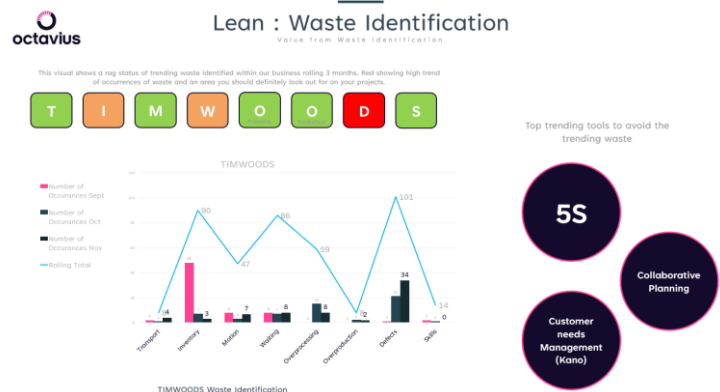 octavius
Lean : Waste Identification
Value from Waste Identification
This visual shows a rag status of trending waste identified within our business rolling 3 months. Red showing high trend
of occurrences of waste and an area you should definitely look out for on your projects.
T I M W O O D S
Top trending tools to avoid the
trending waste
TIMWOODS
Number of
Occurances Sept
Number of
Occurances Oct
Number of
Occurances Nov
Rolling Total
90
47
86
59
101
14
4
3
7
8
8
2
34
0
Transport
Inventory
Motion
Waiting
Overprocessing
Overproduction
Defects
Skills
5S
Collaborative
Planning
Customer
needs
Management
(Kano)
TIMWOODS Waste Identification